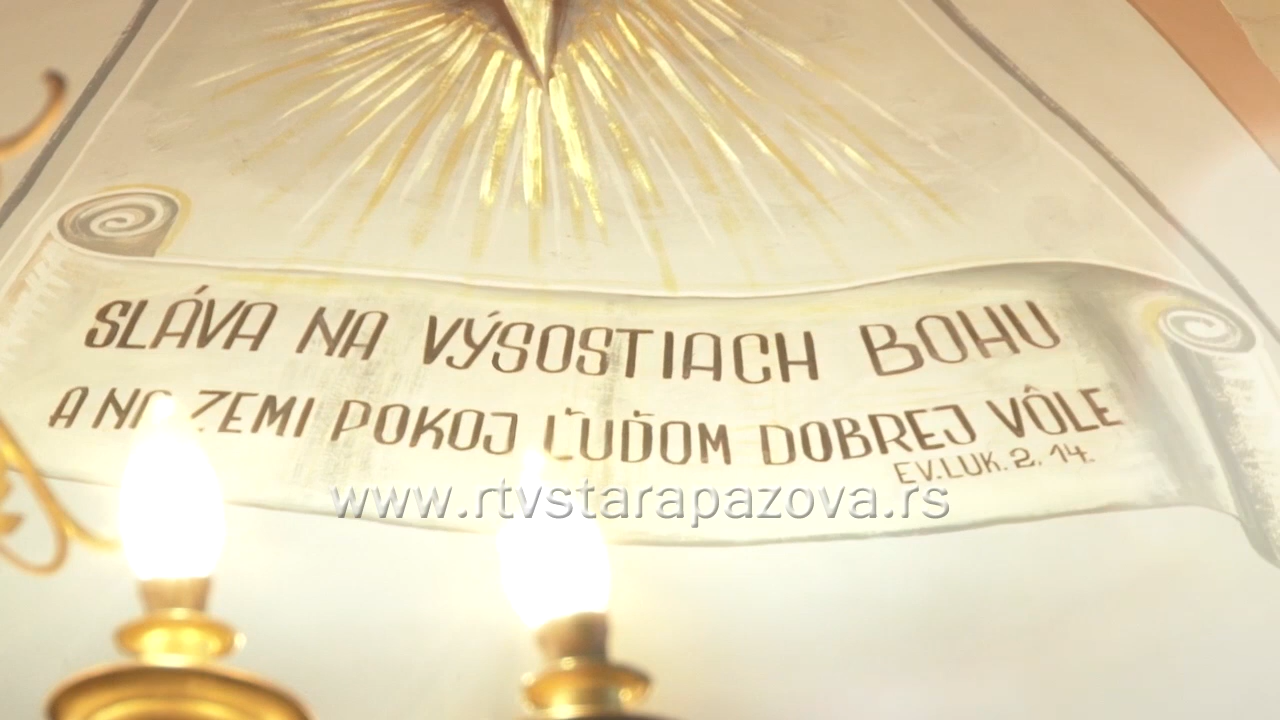 SLÁVA NA VÝSOSTIACH BOHU
A NA ZEMI POKOJ ĽUĎOM DOBREJ VÔLE
EV. LUK. 2. 14.
www.rtvstarapazova.rs